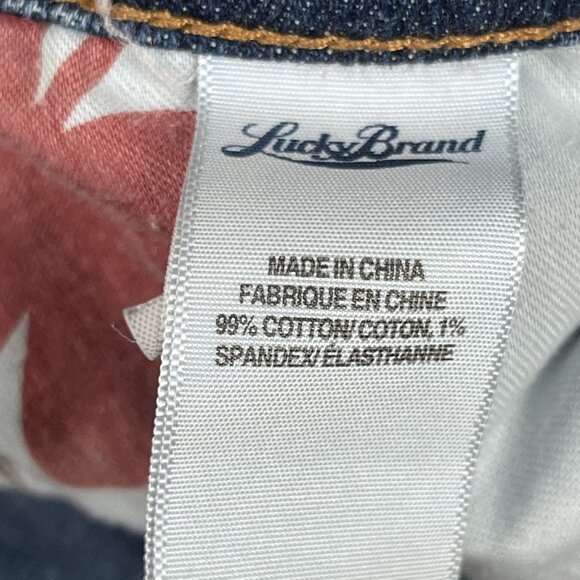 Lucky Brand
MADE IN CHINA
FABRIQUE EN CHINE
99% COTTON/COTON, 1%
SPANDEX/ÉLASTHANNE